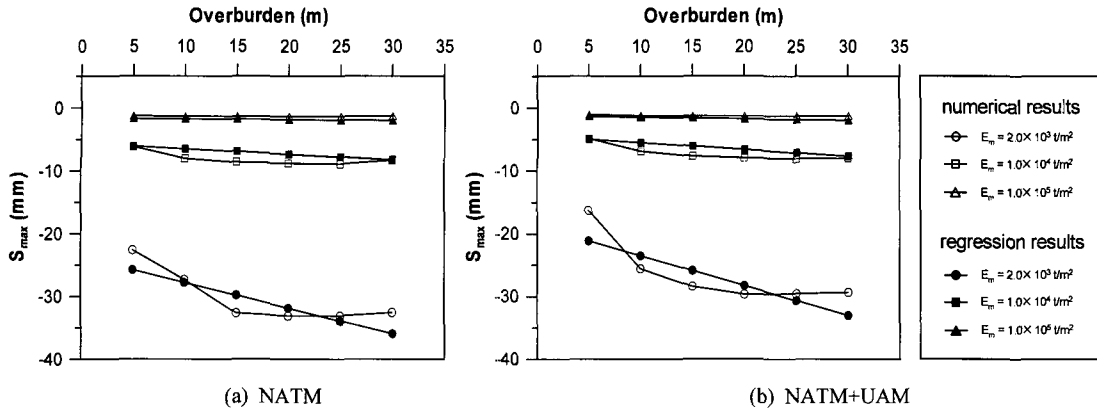 Overburden (m)
0 5 10 15 20 25 30 35
0
-10
-20
-30
-40
S_max (mm)
(a) NATM
Overburden (m)
0 5 10 15 20 25 30 35
0
-10
-20
-30
-40
S_max (mm)
(b) NATM+UAM
numerical results
E_m = 2.0× 10³ t/m²
E_m = 1.0× 10⁴ t/m²
E_m = 1.0× 10⁵ t/m²
regression results
E_m = 2.0× 10³ t/m²
E_m = 1.0× 10⁴ t/m²
E_m = 1.0× 10⁵ t/m²